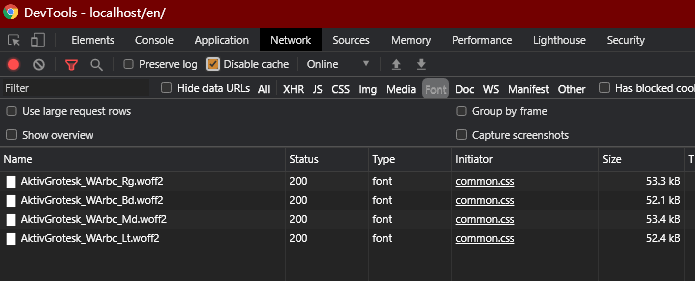 DevTools - localhost/en/
Elements Console Application Network Sources Memory Performance Lighthouse Security
Preserve log Disable cache Online
Filter Hide data URLs All XHR JS CSS Img Media Font Doc WS Manifest Other Has blocked coo
Use large request rows Group by frame
Show overview Capture screenshots
Name Status Type Initiator Size T
AktivGrotesk_WArbc_Rg.woff2 200 font common.css 53.3 kB
AktivGrotesk_WArbc_Bd.woff2 200 font common.css 52.1 kB
AktivGrotesk_WArbc_Md.woff2 200 font common.css 53.4 kB
AktivGrotesk_WArbc_Lt.woff2 200 font common.css 52.4 kB